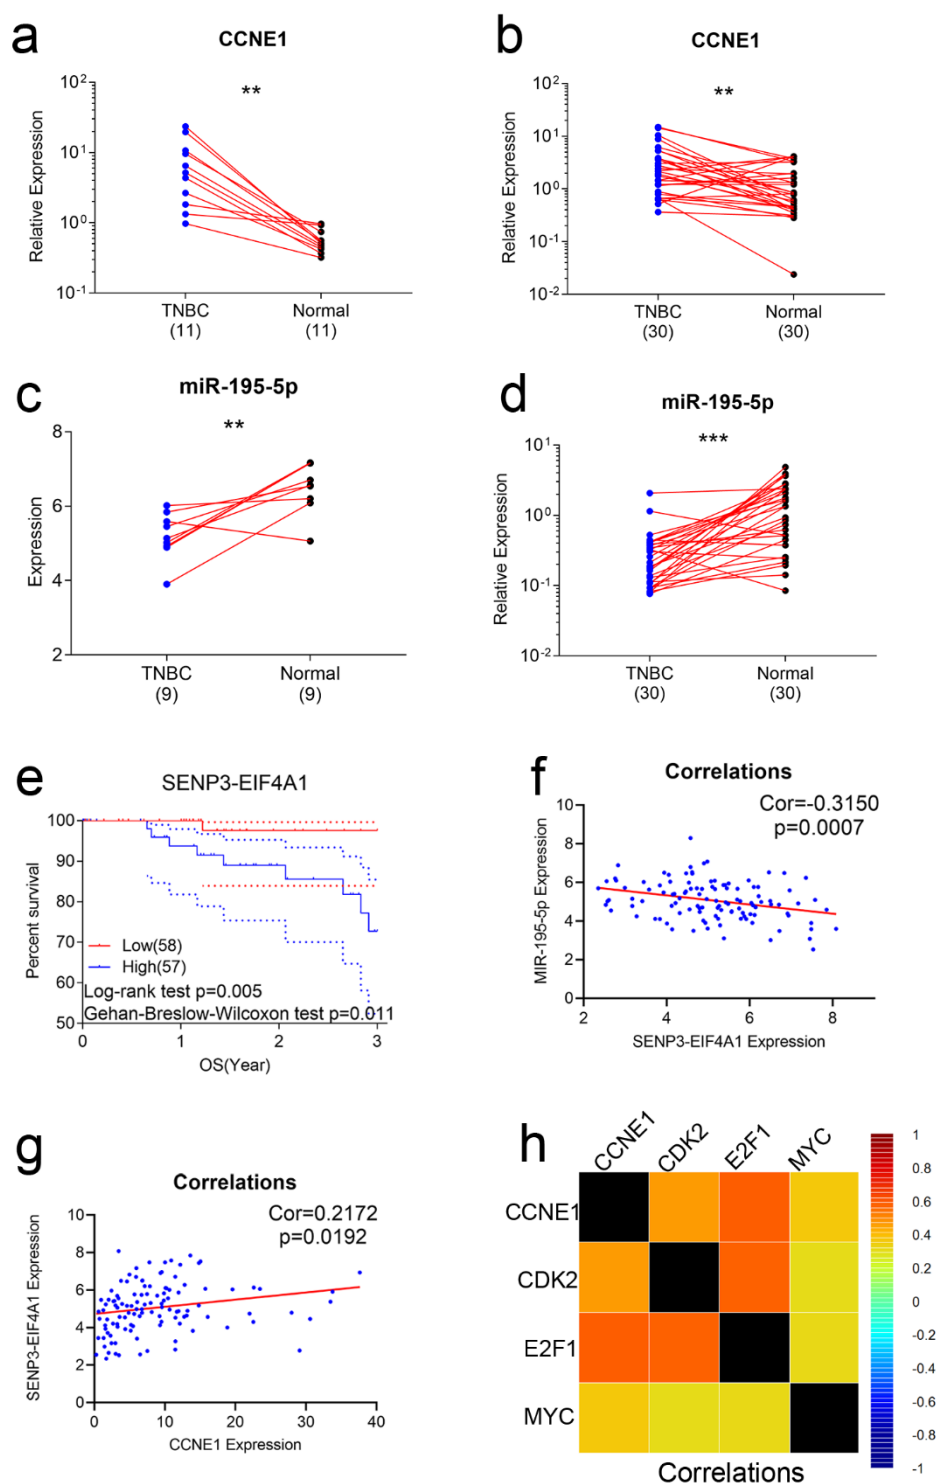 a
CCNE1
**
Relative Expression
10²
10¹
10⁰
10⁻¹
TNBC
(11)
Normal
(11)
b
CCNE1
**
Relative Expression
10²
10¹
10⁰
10⁻¹
10⁻²
TNBC
(30)
Normal
(30)
c
miR-195-5p
**
Expression
8
6
4
2
TNBC
(9)
Normal
(9)
d
miR-195-5p
***
Relative Expression
10¹
10⁰
10⁻¹
10⁻²
TNBC
(30)
Normal
(30)
e
SENP3-EIF4A1
Percent survival
100
90
80
70
60
50
Low(58)
High(57)
Log-rank test p=0.005
Gehan-Breslow-Wilcoxon test p=0.011
0
1
2
3
OS(Year)
f
Correlations
Cor=-0.3150
p=0.0007
MIR-195-5p Expression
10
8
6
4
2
0
2
4
6
8
SENP3-EIF4A1 Expression
g
Correlations
Cor=0.2172
p=0.0192
SENP3-EIF4A1 Expression
10
8
6
4
2
0
0
10
20
30
40
CCNE1 Expression
h
CCNE1
CDK2
E2F1
MYC
CCNE1
CDK2
E2F1
MYC
1
0.8
0.6
0.4
0.2
0
-0.2
-0.4
-0.6
-0.8
-1
Correlations